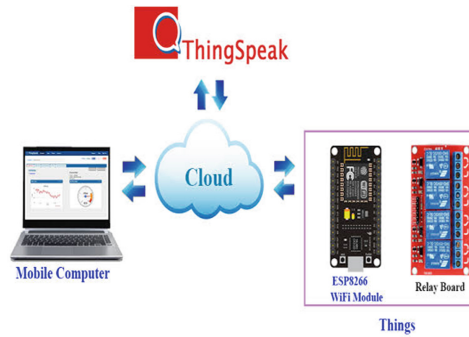 ThingSpeak
Cloud
Mobile Computer
ESP8266
WiFi Module
Relay Board
Things